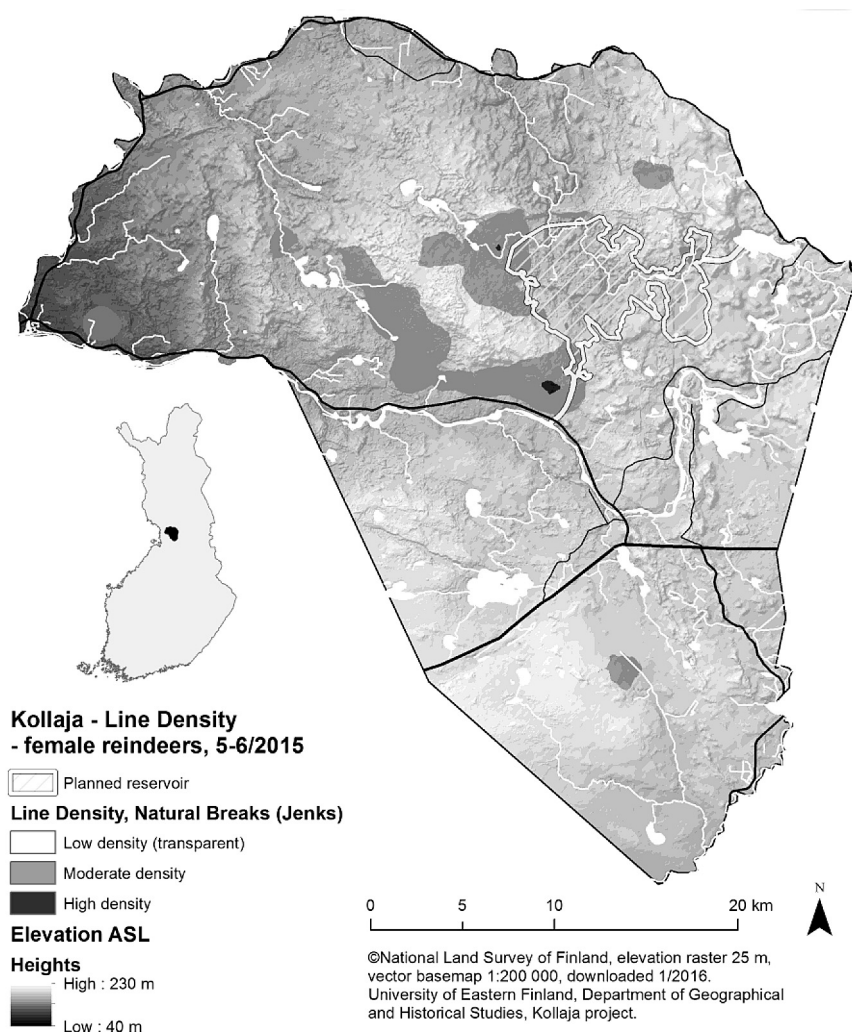 Kollaja - Line Density
- female reindeers, 5-6/2015
Planned reservoir
Line Density, Natural Breaks (Jenks)
Low density (transparent)
Moderate density
High density
Elevation ASL
Heights
High : 230 m
Low : 40 m
0 5 10 20 km
N
©National Land Survey of Finland, elevation raster 25 m,
vector basemap 1:200 000, downloaded 1/2016.
University of Eastern Finland, Department of Geographical
and Historical Studies, Kollaja project.